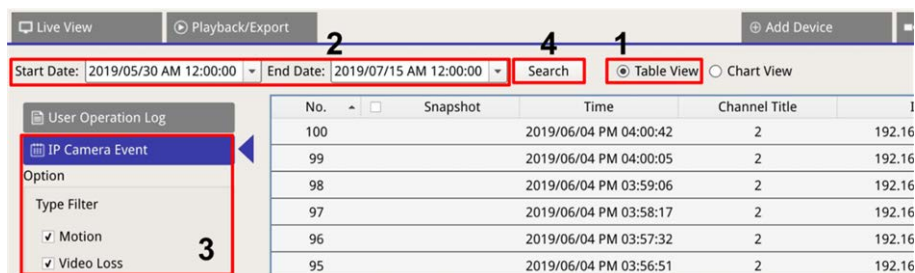 Live View Playback/Export Add Device
2 4 1
Start Date: 2019/05/30 AM 12:00:00 End Date: 2019/07/15 AM 12:00:00 Search Table View Chart View
No. Snapshot Time Channel Title I
User Operation Log
100 2019/06/04 PM 04:00:42 2 192.16
IP Camera Event
99 2019/06/04 PM 04:00:05 2 192.16
Option
98 2019/06/04 PM 03:59:06 2 192.16
Type Filter
97 2019/06/04 PM 03:58:17 2 192.16
Motion 3
96 2019/06/04 PM 03:57:32 2 192.16
Video Loss
95 2019/06/04 PM 03:56:51 2 192.16